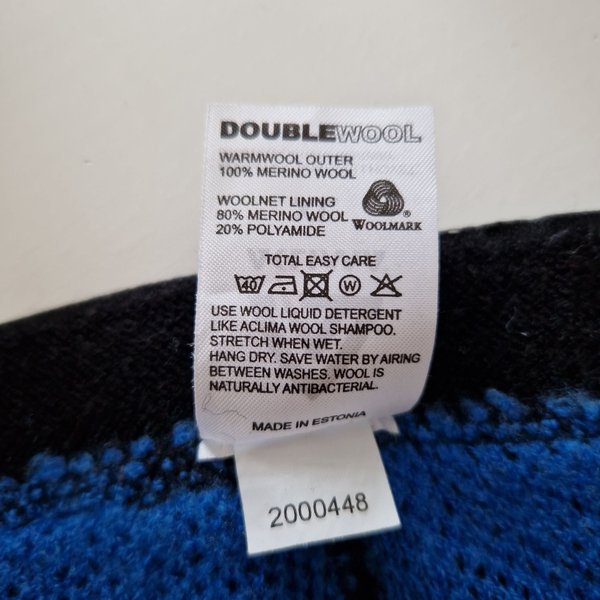 DOUBLEWOOL
WARMWOOL OUTER
100% MERINO WOOL
WOOLNET LINING
80% MERINO WOOL
20% POLYAMIDE
®
WOOLMARK
TOTAL EASY CARE
40 W
USE WOOL LIQUID DETERGENT
LIKE ACLIMA WOOL SHAMPOO.
STRETCH WHEN WET.
HANG DRY. SAVE WATER BY AIRING
BETWEEN WASHES. WOOL IS
NATURALLY ANTIBACTERIAL.
MADE IN ESTONIA
2000448